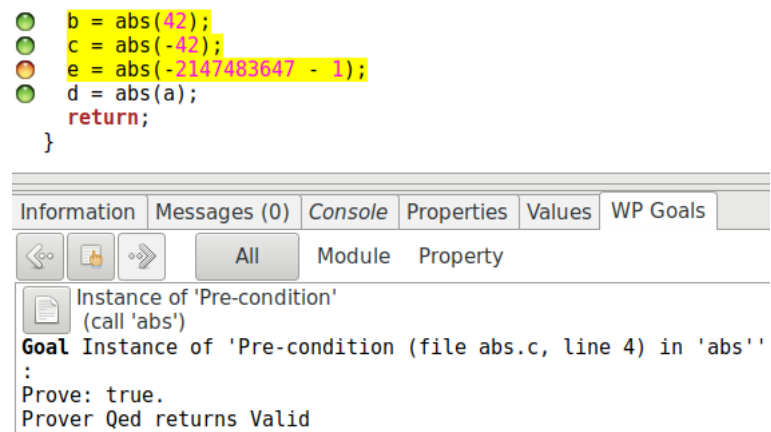 b = abs(42);
c = abs(-42);
e = abs(-2147483647 - 1);
d = abs(a);
return;
}
Information Messages (0) Console Properties Values WP Goals
All Module Property
Instance of 'Pre-condition'
(call 'abs')
Goal Instance of 'Pre-condition (file abs.c, line 4) in 'abs''
:
Prove: true.
Prover Qed returns Valid